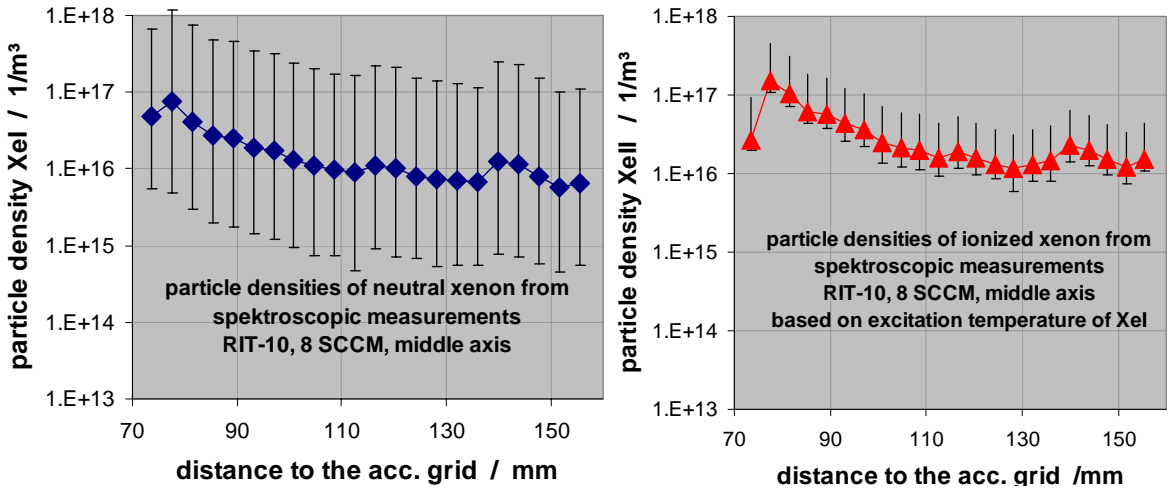 particle density XeI / 1/m³
1.E+18
1.E+17
1.E+16
1.E+15
1.E+14
1.E+13
particle densities of neutral xenon from
spektroscopic measurements
RIT-10, 8 SCCM, middle axis
70
90
110
130
150
distance to the acc. grid / mm
particle density XeII / 1/m³
1.E+18
1.E+17
1.E+16
1.E+15
1.E+14
1.E+13
particle densities of ionized xenon from
spektroscopic measurements
RIT-10, 8 SCCM, middle axis
based on excitation temperature of XeI
70
90
110
130
150
distance to the acc. grid /mm